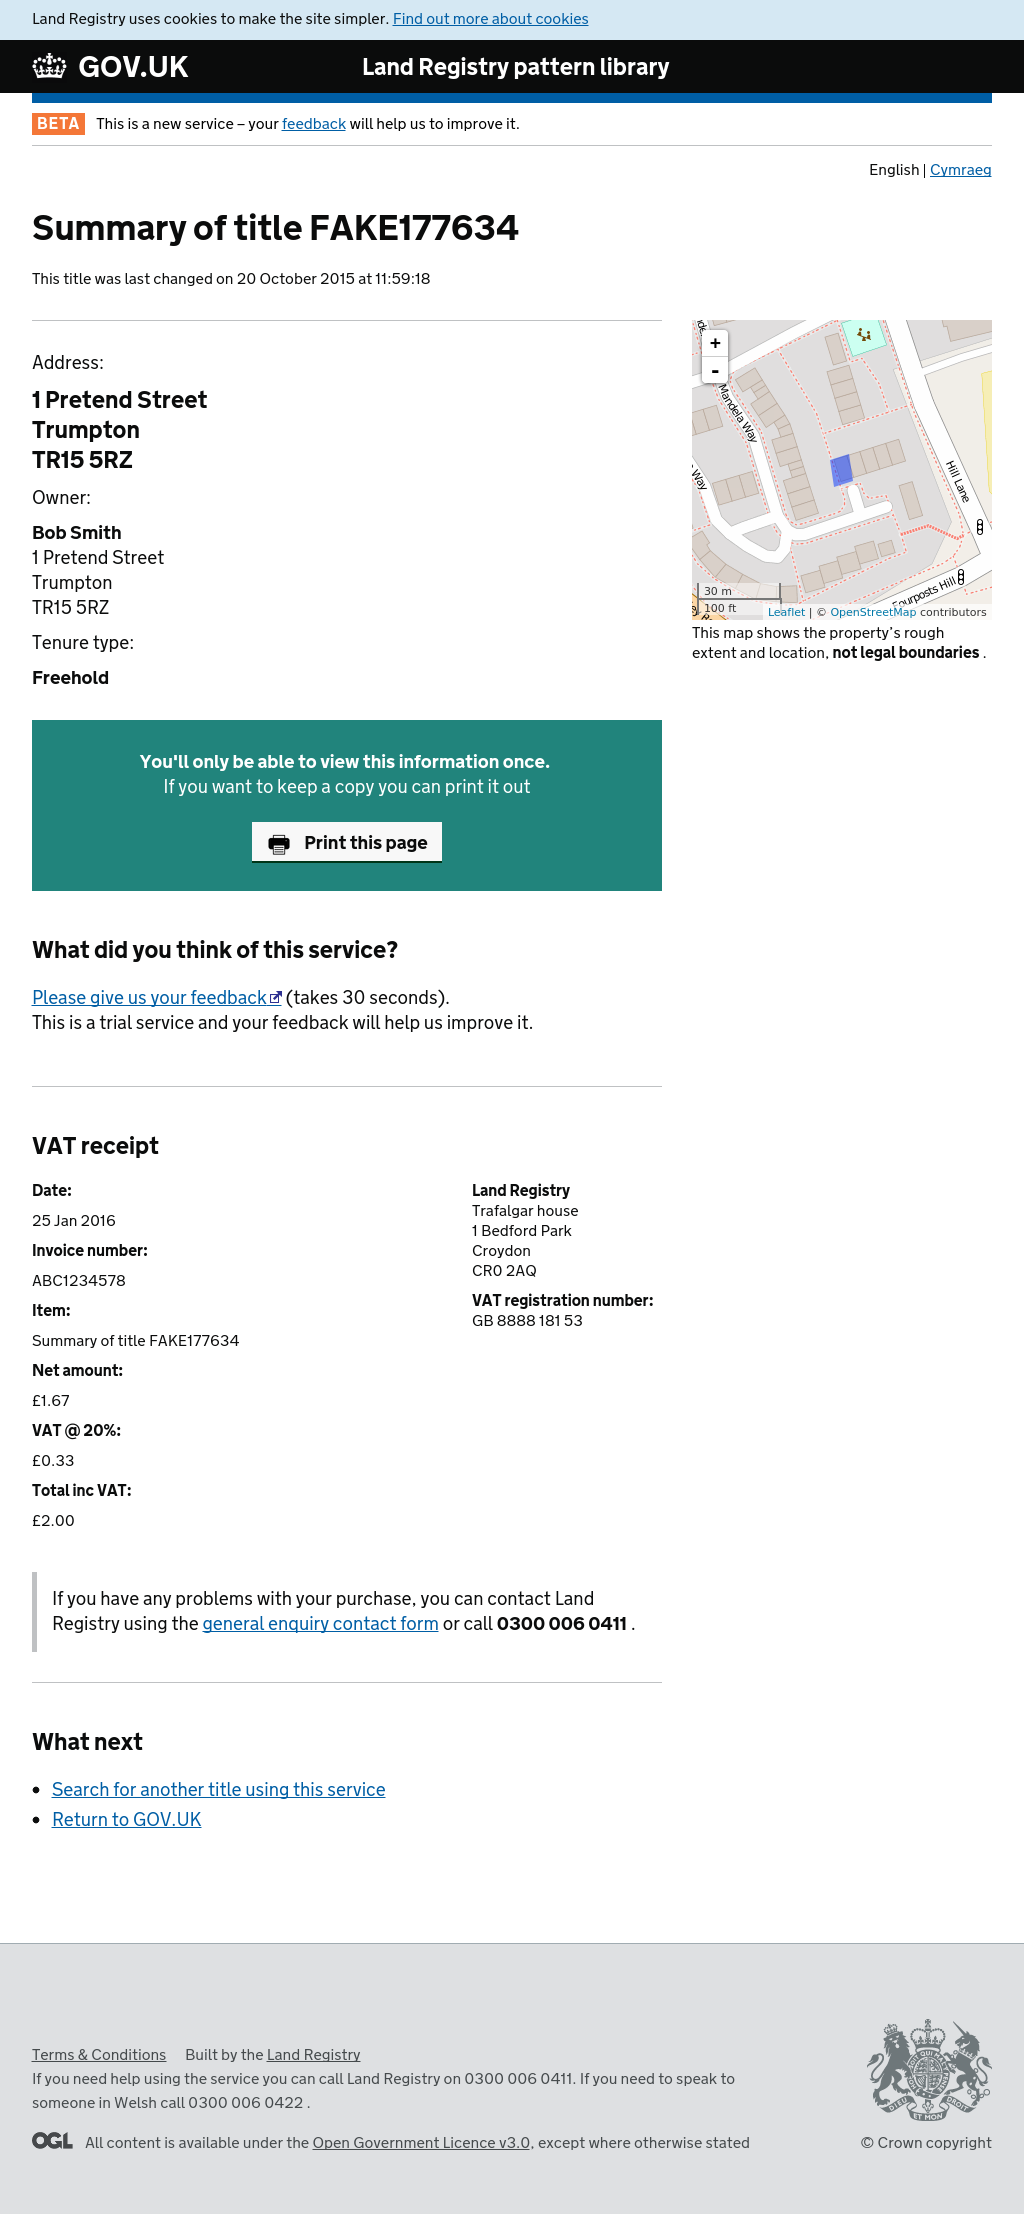 Land Registry uses cookies to make the site simpler. Find out more about cookies
GOV.UK
Land Registry pattern library
BETA This is a new service – your feedback will help us to improve it.
English | Cymraeg
Summary of title FAKE177634
This title was last changed on 20 October 2015 at 11:59:18
Address:
1 Pretend Street
Trumpton
TR15 5RZ
Owner:
Bob Smith
1 Pretend Street
Trumpton
TR15 5RZ
Tenure type:
Freehold
+
-
Mandela Way
Way
Hill Lane
Fourposts Hill
30 m
100 ft
Leaflet | © OpenStreetMap contributors
This map shows the property's rough
extent and location, not legal boundaries .
You'll only be able to view this information once.
If you want to keep a copy you can print it out
Print this page
What did you think of this service?
Please give us your feedback (takes 30 seconds).
This is a trial service and your feedback will help us improve it.
VAT receipt
Date:
25 Jan 2016
Invoice number:
ABC1234578
Item:
Summary of title FAKE177634
Net amount:
£1.67
VAT @ 20%:
£0.33
Total inc VAT:
£2.00
Land Registry
Trafalgar house
1 Bedford Park
Croydon
CR0 2AQ
VAT registration number:
GB 8888 181 53
If you have any problems with your purchase, you can contact Land
Registry using the general enquiry contact form or call 0300 006 0411 .
What next
Search for another title using this service
Return to GOV.UK
Terms & Conditions Built by the Land Registry
If you need help using the service you can call Land Registry on 0300 006 0411. If you need to speak to
someone in Welsh call 0300 006 0422 .
OGL All content is available under the Open Government Licence v3.0, except where otherwise stated
DIEU ET MON DROIT
© Crown copyright